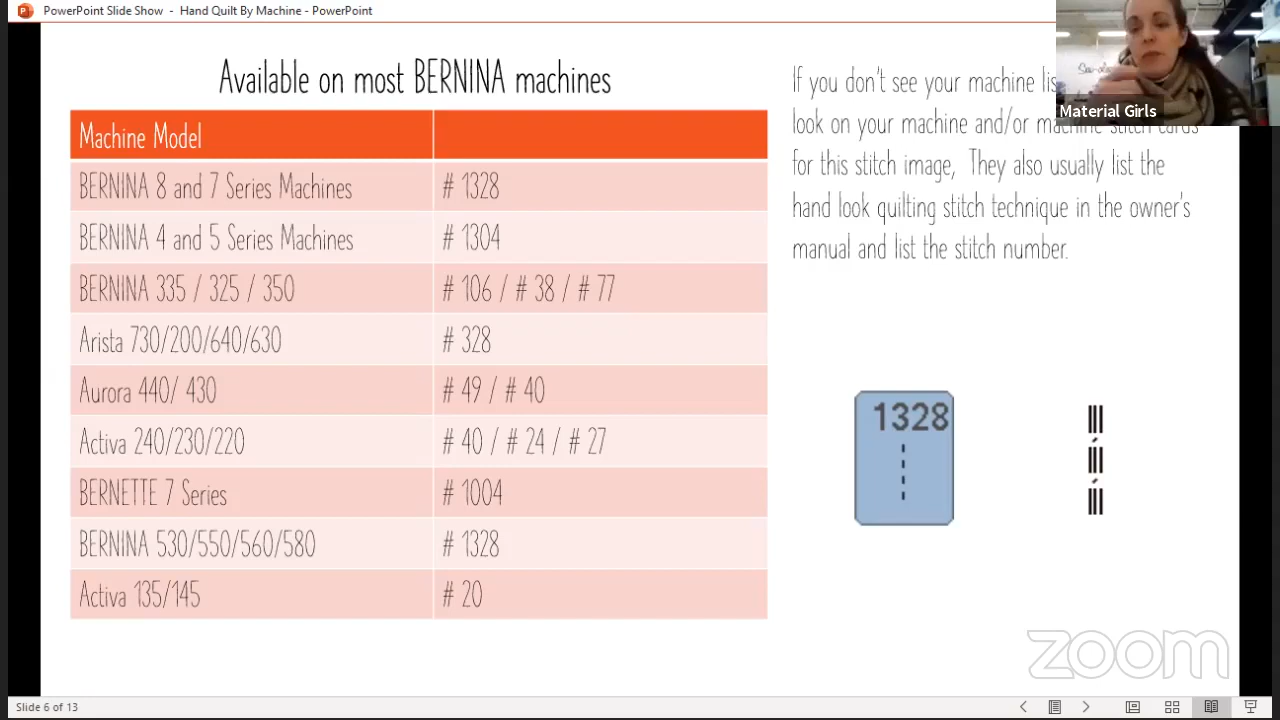 PowerPoint Slide Show - Hand Quilt By Machine - PowerPoint
Available on most BERNINA machines
Machine Model
BERNINA 8 and 7 Series Machines # 1328
BERNINA 4 and 5 Series Machines # 1304
BERNINA 335 / 325 / 350 # 106 / # 38 / # 77
Arista 730/200/640/630 # 328
Aurora 440/ 430 # 49 / # 40
Activa 240/230/220 # 40 / # 24 / # 27
BERNETTE 7 Series # 1004
BERNINA 530/550/560/580 # 1328
Activa 135/145 # 20
If you don't see your machine
look on your machine and/or machine stitch cards
for this stitch image, They also usually list the
hand look quilting stitch technique in the owner's
manual and list the stitch number.
Material Girls
1328
zoom
Slide 6 of 13